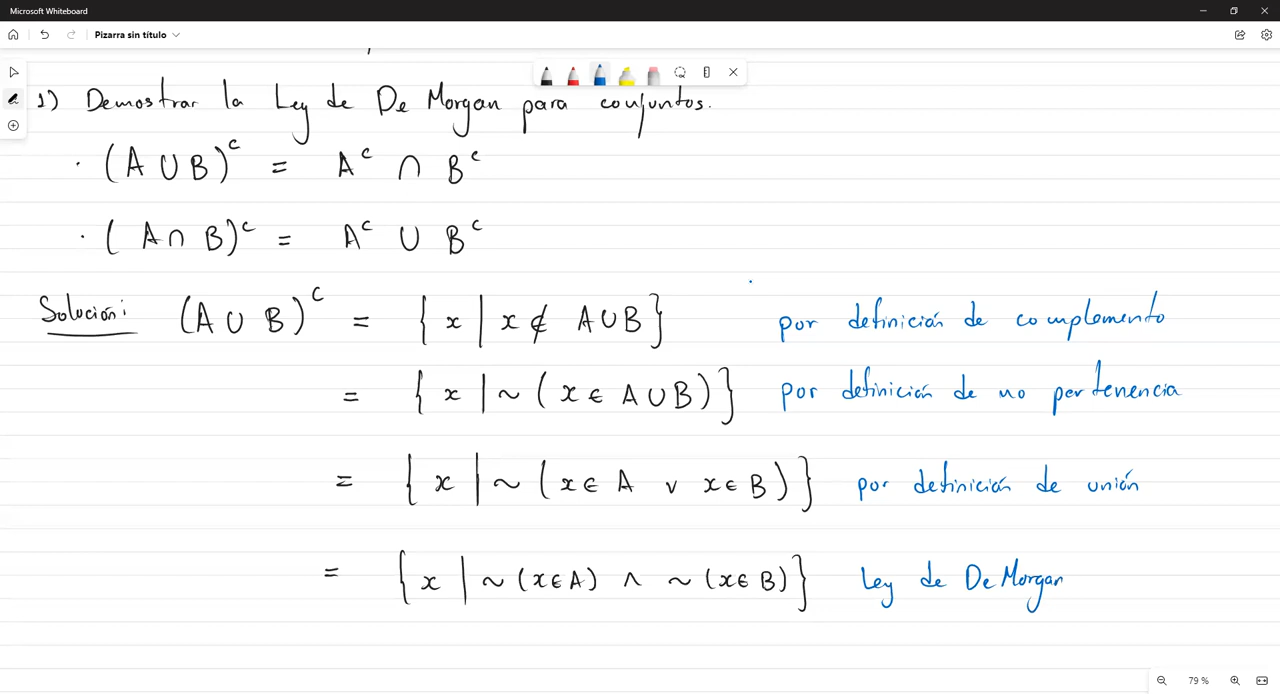 Microsoft Whiteboard
Pizarra sin título
1) Demostrar la Ley de De Morgan para conjuntos.
· (A ∪ B)ᶜ = Aᶜ ∩ Bᶜ
· (A ∩ B)ᶜ = Aᶜ ∪ Bᶜ
Solución: (A ∪ B)ᶜ = { x | x ∉ A ∪ B } por definición de complemento
= { x | ~ ( x ∈ A ∪ B ) } por definición de no pertenencia
= { x | ~ ( x ∈ A ∨ x ∈ B ) } por definición de unión
= { x | ~ (x ∈ A) ∧ ~ (x ∈ B) } Ley de De Morgan
79 %